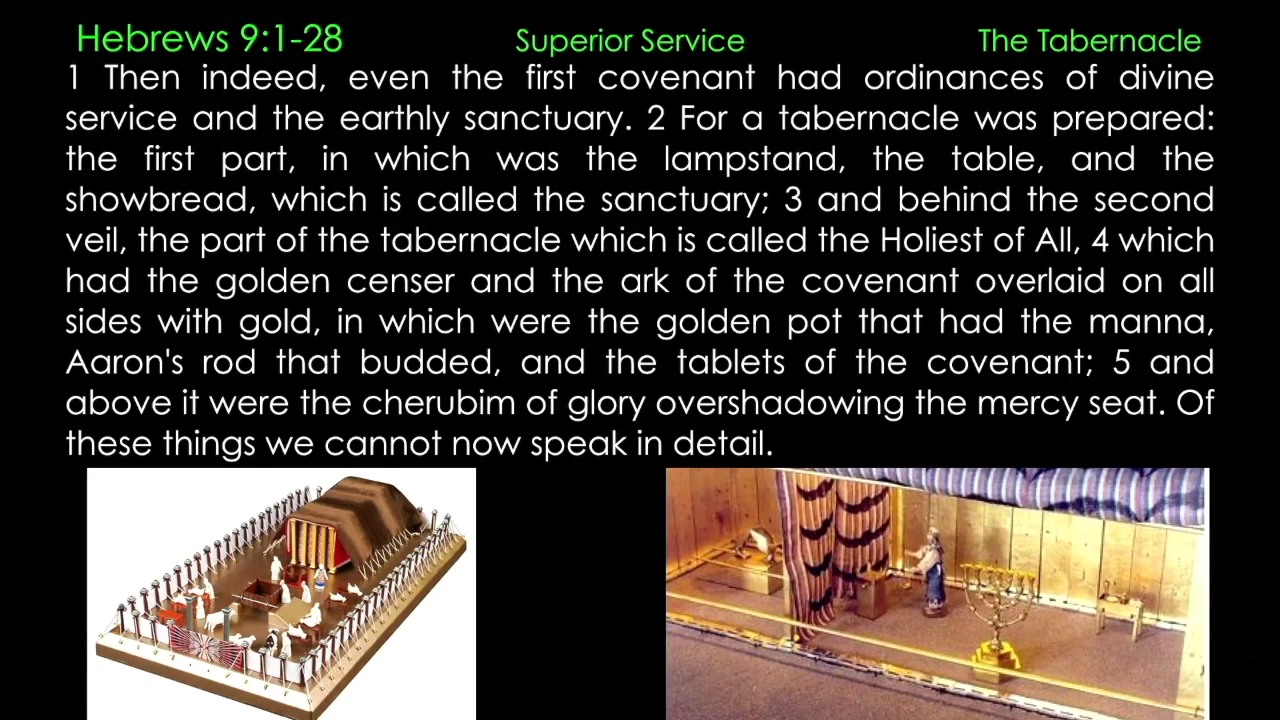 Hebrews 9:1-28 Superior Service The Tabernacle
1 Then indeed, even the first covenant had ordinances of divine
service and the earthly sanctuary. 2 For a tabernacle was prepared:
the first part, in which was the lampstand, the table, and the
showbread, which is called the sanctuary; 3 and behind the second
veil, the part of the tabernacle which is called the Holiest of All, 4 which
had the golden censer and the ark of the covenant overlaid on all
sides with gold, in which were the golden pot that had the manna,
Aaron's rod that budded, and the tablets of the covenant; 5 and
above it were the cherubim of glory overshadowing the mercy seat. Of
these things we cannot now speak in detail.